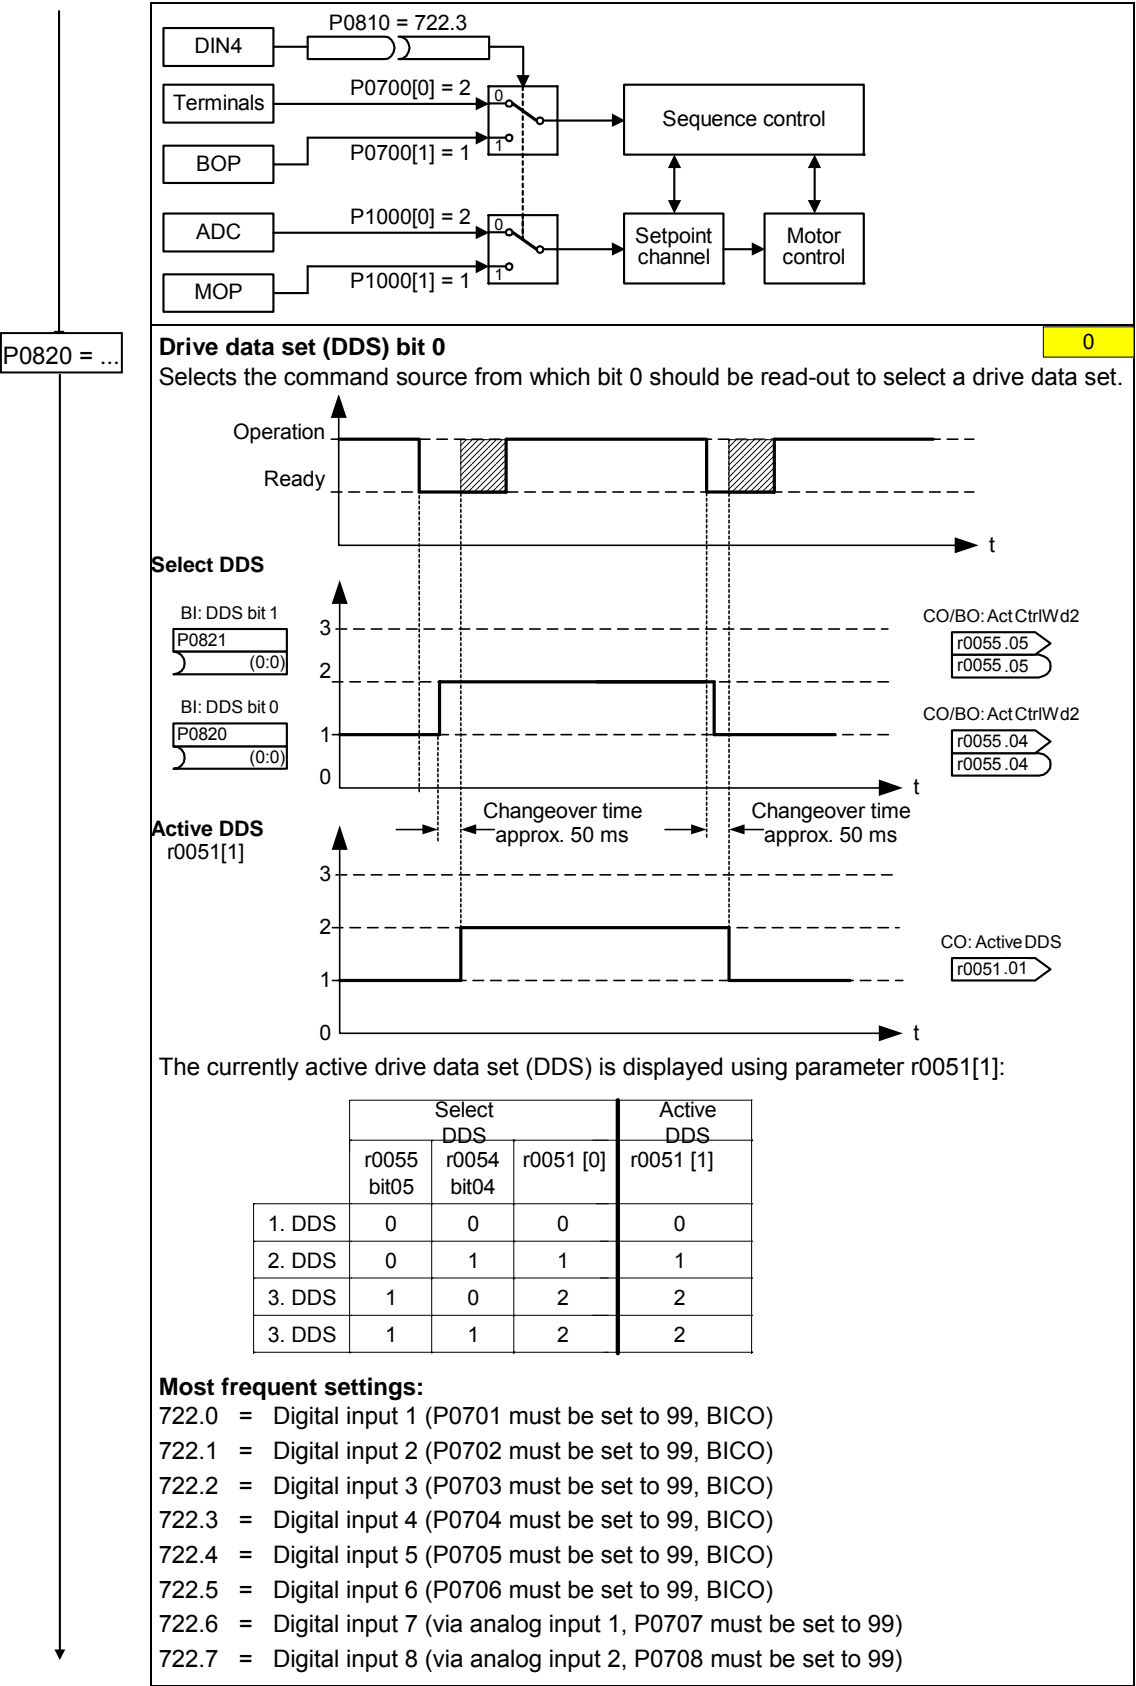 P0810 = 722.3
DIN4
Terminals
P0700[0] = 2
0
Sequence control
BOP
P0700[1] = 1
1
ADC
P1000[0] = 2
0
Setpoint
channel
Motor
control
MOP
P1000[1] = 1
1
P0820 = ...
Drive data set (DDS) bit 0
0
Selects the command source from which bit 0 should be read-out to select a drive data set.
Operation
Ready
t
Select DDS
BI: DDS bit 1
P0821
(0:0)
BI: DDS bit 0
P0820
(0:0)
3
2
1
0
t
CO/BO: Act CtrlWd2
r0055.05
r0055.05
CO/BO: Act CtrlWd2
r0055.04
r0055.04
Changeover time
approx. 50 ms
Changeover time
approx. 50 ms
Active DDS
r0051[1]
3
2
1
0
t
CO: Active DDS
r0051.01
The currently active drive data set (DDS) is displayed using parameter r0051[1]:
Select
DDS
Active
DDS
r0055
bit05
r0054
bit04
r0051 [0]
r0051 [1]
1. DDS 0 0 0 0
2. DDS 0 1 1 1
3. DDS 1 0 2 2
3. DDS 1 1 2 2
Most frequent settings:
722.0 = Digital input 1 (P0701 must be set to 99, BICO)
722.1 = Digital input 2 (P0702 must be set to 99, BICO)
722.2 = Digital input 3 (P0703 must be set to 99, BICO)
722.3 = Digital input 4 (P0704 must be set to 99, BICO)
722.4 = Digital input 5 (P0705 must be set to 99, BICO)
722.5 = Digital input 6 (P0706 must be set to 99, BICO)
722.6 = Digital input 7 (via analog input 1, P0707 must be set to 99)
722.7 = Digital input 8 (via analog input 2, P0708 must be set to 99)